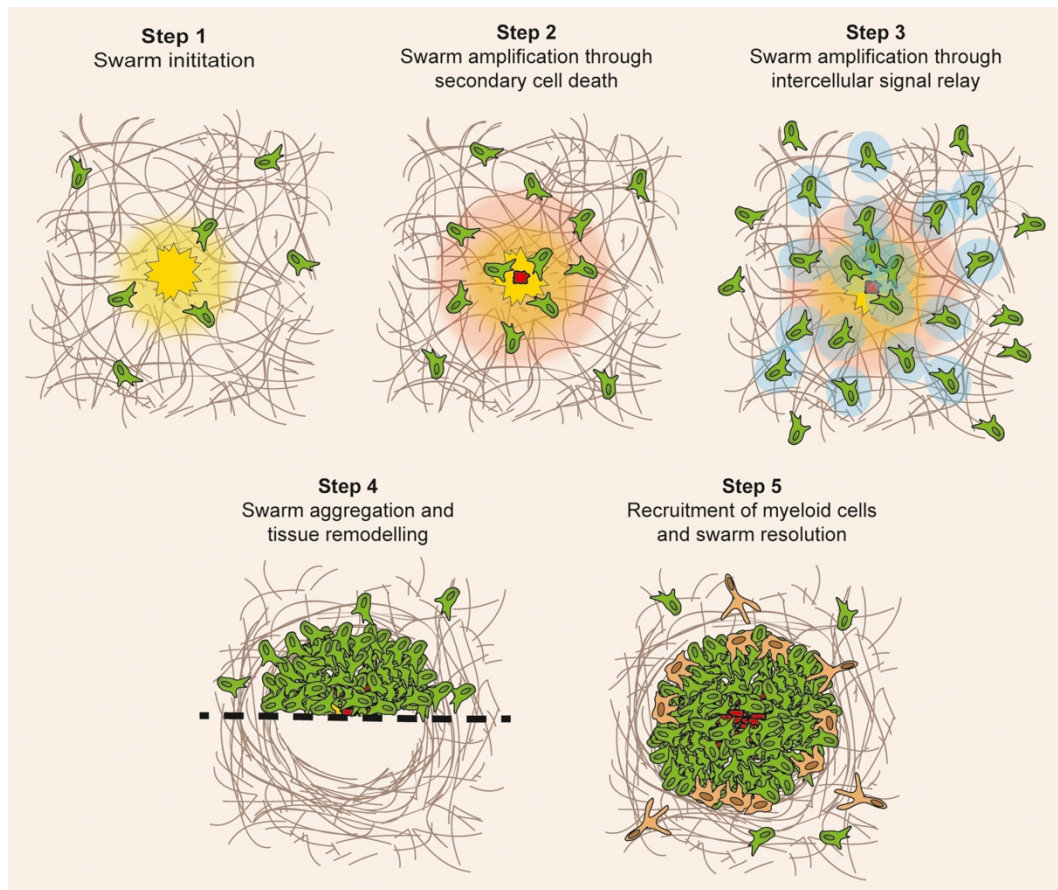 Step 1
Swarm inititation
Step 2
Swarm amplification through
secondary cell death
Step 3
Swarm amplification through
intercellular signal relay
Step 4
Swarm aggregation and
tissue remodelling
Step 5
Recruitment of myeloid cells
and swarm resolution